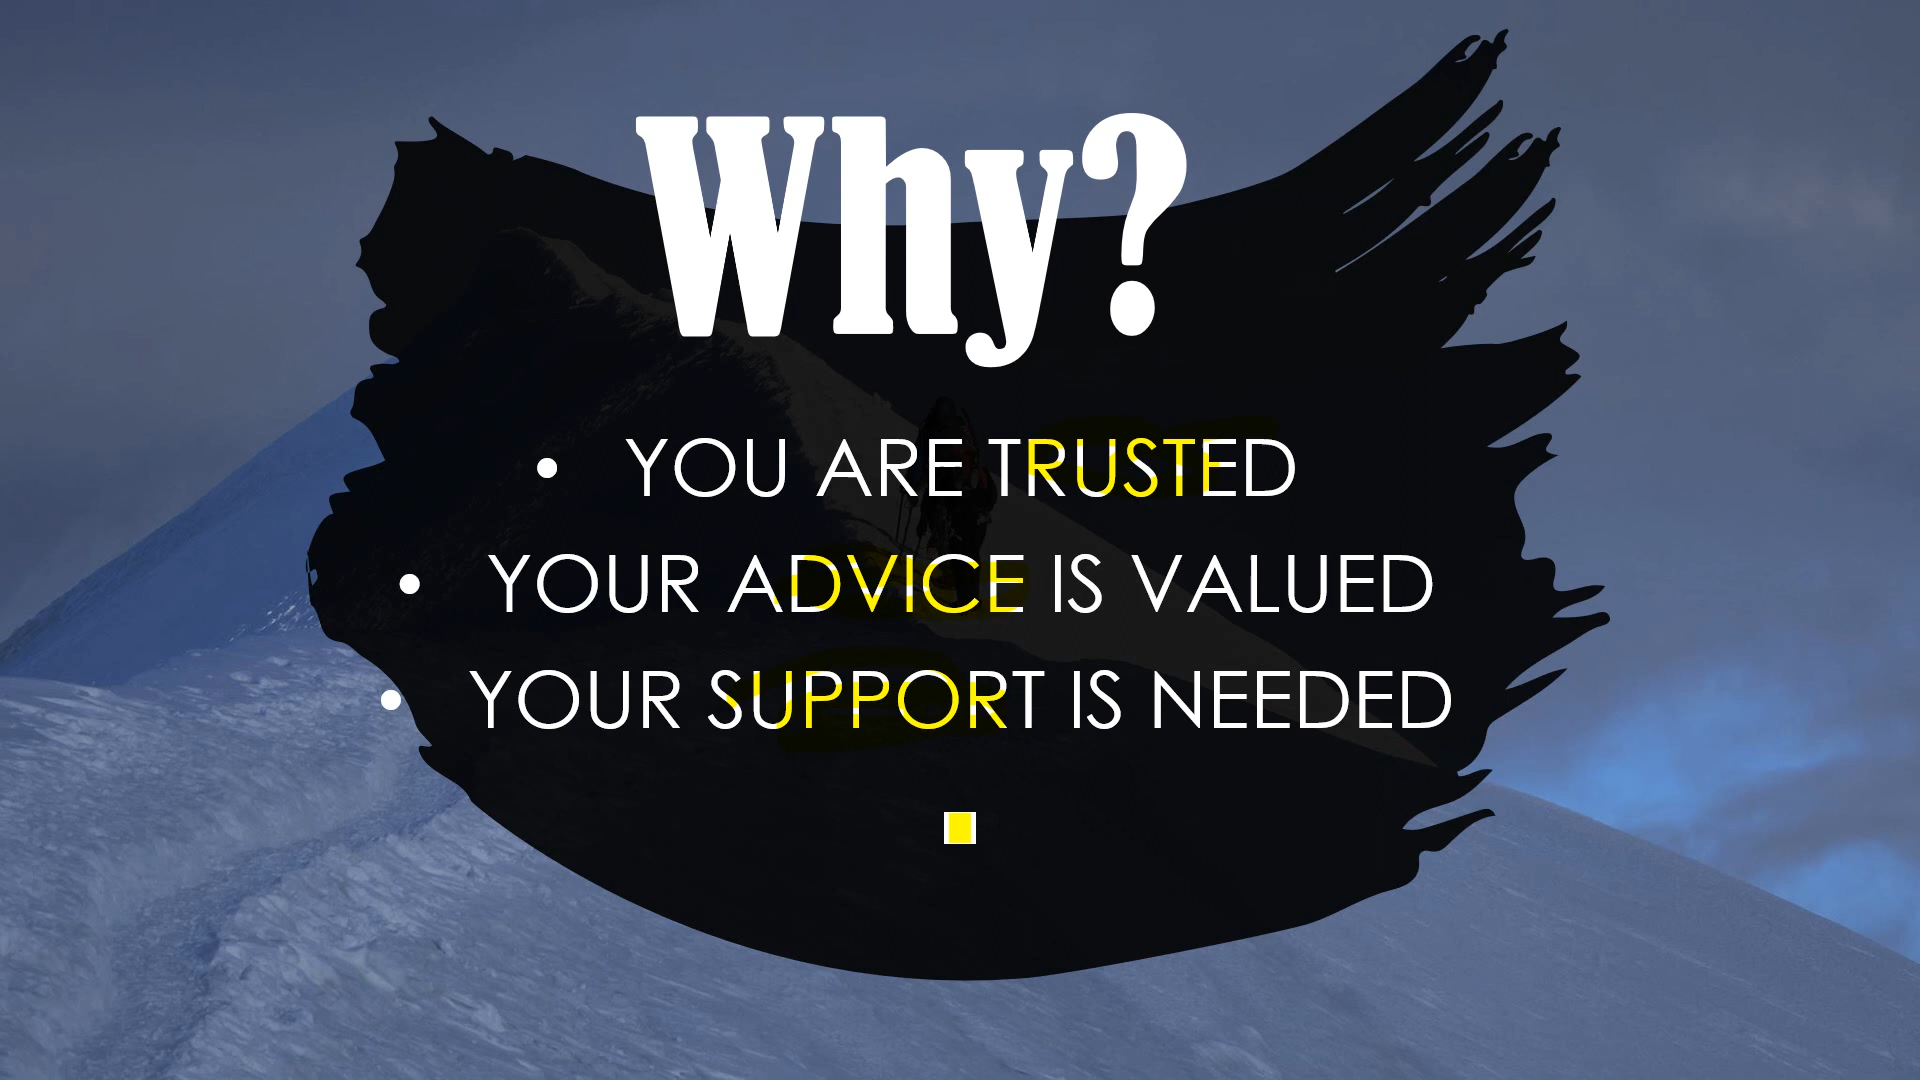 Why?
• YOU ARE TRUSTED
• YOUR ADVICE IS VALUED
• YOUR SUPPORT IS NEEDED